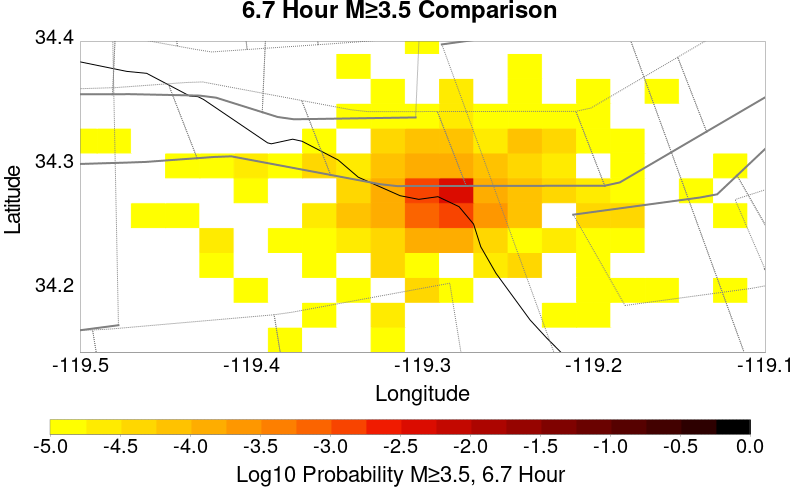 6.7 Hour M≥3.5 Comparison
34.4
34.3
34.2
Latitude
-119.5 -119.4 -119.3 -119.2 -119.1
Longitude
-5.0 -4.5 -4.0 -3.5 -3.0 -2.5 -2.0 -1.5 -1.0 -0.5 0.0
Log10 Probability M≥3.5, 6.7 Hour